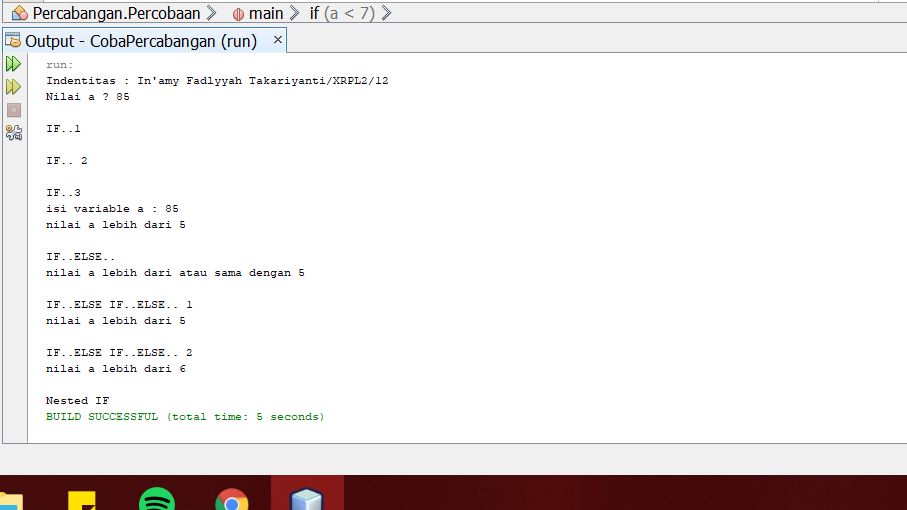 Percabangan.Percobaan main if (a < 7)
Output - CobaPercabangan (run) ×
run:
Indentitas : In'amy Fadlyyah Takariyanti/XRPL2/12
Nilai a ? 85
IF..1
IF.. 2
IF..3
isi variable a : 85
nilai a lebih dari 5
IF..ELSE..
nilai a lebih dari atau sama dengan 5
IF..ELSE IF..ELSE.. 1
nilai a lebih dari 5
IF..ELSE IF..ELSE.. 2
nilai a lebih dari 6
Nested IF
BUILD SUCCESSFUL (total time: 5 seconds)